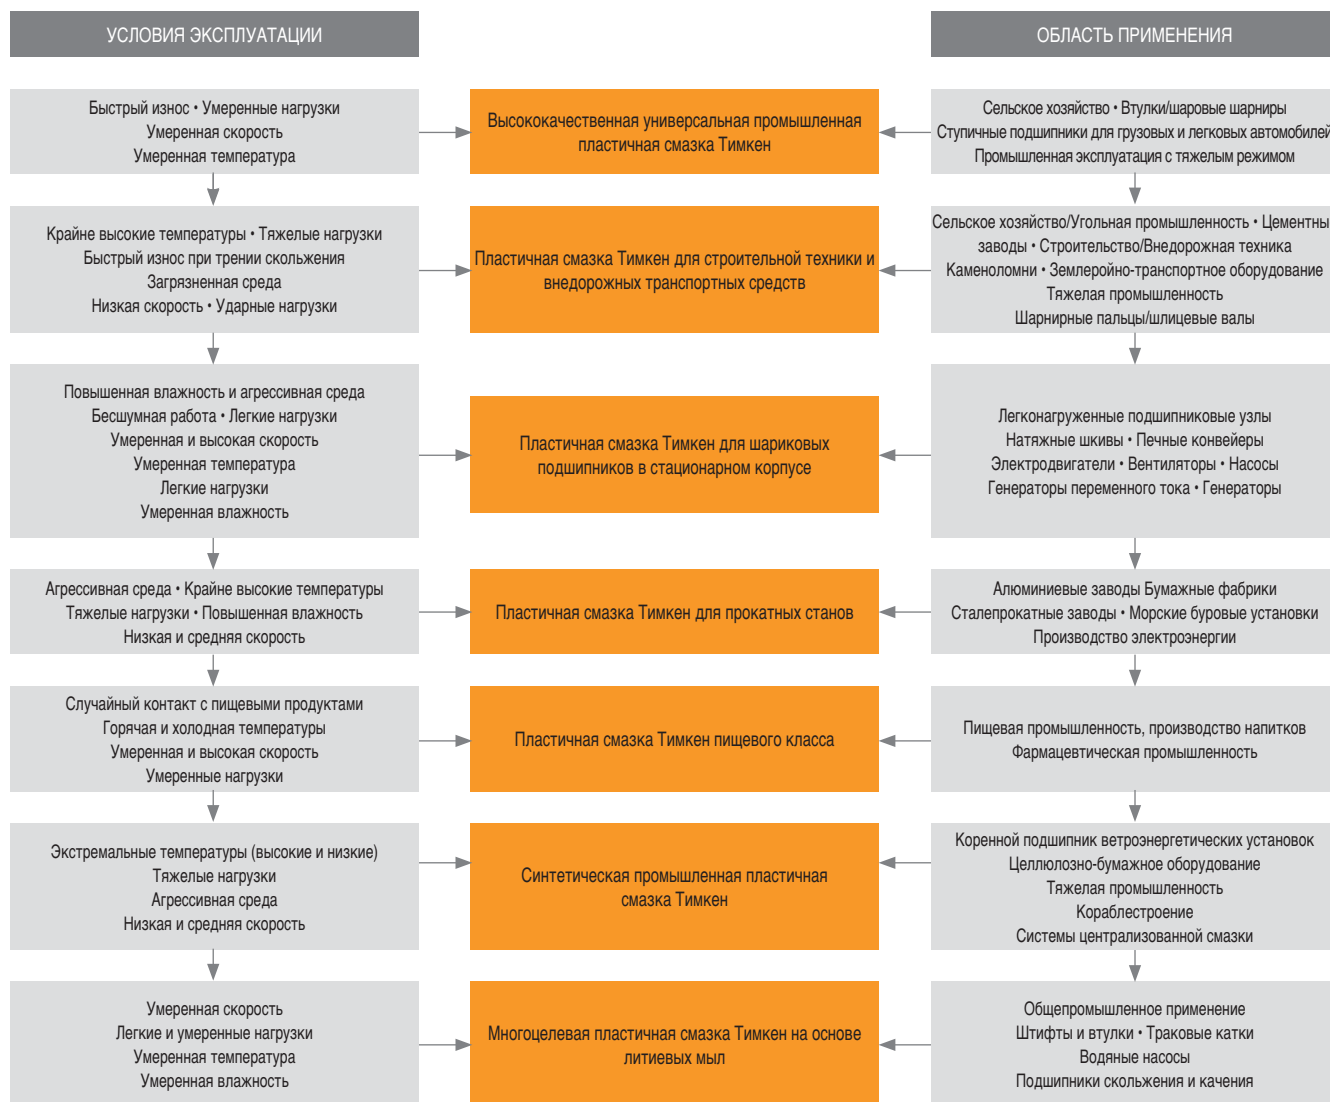 УСЛОВИЯ ЭКСПЛУАТАЦИИ
ОБЛАСТЬ ПРИМЕНЕНИЯ
Быстрый износ • Умеренные нагрузки
Умеренная скорость
Умеренная температура
Высококачественная универсальная промышленная
пластичная смазка Тимкен
Сельское хозяйство • Втулки/шаровые шарниры
Ступичные подшипники для грузовых и легковых автомобилей
Промышленная эксплуатация с тяжелым режимом
Крайне высокие температуры • Тяжелые нагрузки
Быстрый износ при трении скольжения
Загрязненная среда
Низкая скорость • Ударные нагрузки
Пластичная смазка Тимкен для строительной техники и
внедорожных транспортных средств
Сельское хозяйство/Угольная промышленность • Цементны
заводы • Строительство/Внедорожная техника
Каменоломни • Землеройно-транспортное оборудование
Тяжелая промышленность
Шарнирные пальцы/шлицевые валы
Повышенная влажность и агрессивная среда
Бесшумная работа • Легкие нагрузки
Умеренная и высокая скорость
Умеренная температура
Легкие нагрузки
Умеренная влажность
Пластичная смазка Тимкен для шариковых
подшипников в стационарном корпусе
Легконагруженные подшипниковые узлы
Натяжные шкивы • Печные конвейеры
Электродвигатели • Вентиляторы • Насосы
Генераторы переменного тока • Генераторы
Агрессивная среда • Крайне высокие температуры
Тяжелые нагрузки • Повышенная влажность
Низкая и средняя скорость
Пластичная смазка Тимкен для прокатных станов
Алюминиевые заводы Бумажные фабрики
Сталепрокатные заводы • Морские буровые установки
Производство электроэнергии
Случайный контакт с пищевыми продуктами
Горячая и холодная температуры
Умеренная и высокая скорость
Умеренные нагрузки
Пластичная смазка Тимкен пищевого класса
Пищевая промышленность, производство напитков
Фармацевтическая промышленность
Экстремальные температуры (высокие и низкие)
Тяжелые нагрузки
Агрессивная среда
Низкая и средняя скорость
Синтетическая промышленная пластичная
смазка Тимкен
Коренной подшипник ветроэнергетических установок
Целлюлозно-бумажное оборудование
Тяжелая промышленность
Кораблестроение
Системы централизованной смазки
Умеренная скорость
Легкие и умеренные нагрузки
Умеренная температура
Умеренная влажность
Многоцелевая пластичная смазка Тимкен на основе
литиевых мыл
Общепромышленное применение
Штифты и втулки • Траковые катки
Водяные насосы
Подшипники скольжения и качения